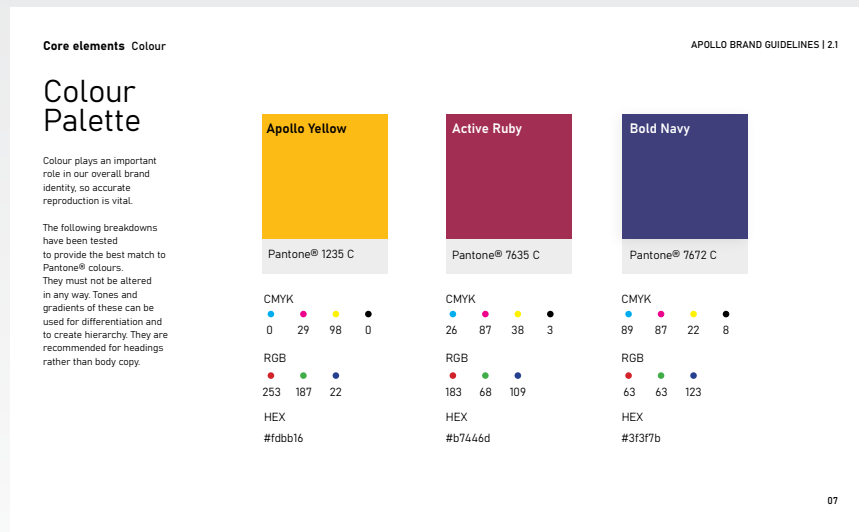 Core elements Colour
APOLLO BRAND GUIDELINES | 2.1
Colour
Palette
Colour plays an important
role in our overall brand
identity, so accurate
reproduction is vital.
The following breakdowns
have been tested
to provide the best match to
Pantone® colours.
They must not be altered
in any way. Tones and
gradients of these can be
used for differentiation and
to create hierarchy. They are
recommended for headings
rather than body copy.
Apollo Yellow
Pantone® 1235 C
CMYK
0 29 98 0
RGB
253 187 22
HEX
#fdbb16
Active Ruby
Pantone® 7635 C
CMYK
26 87 38 3
RGB
183 68 109
HEX
#b7446d
Bold Navy
Pantone® 7672 C
CMYK
89 87 22 8
RGB
63 63 123
HEX
#3f3f7b
07